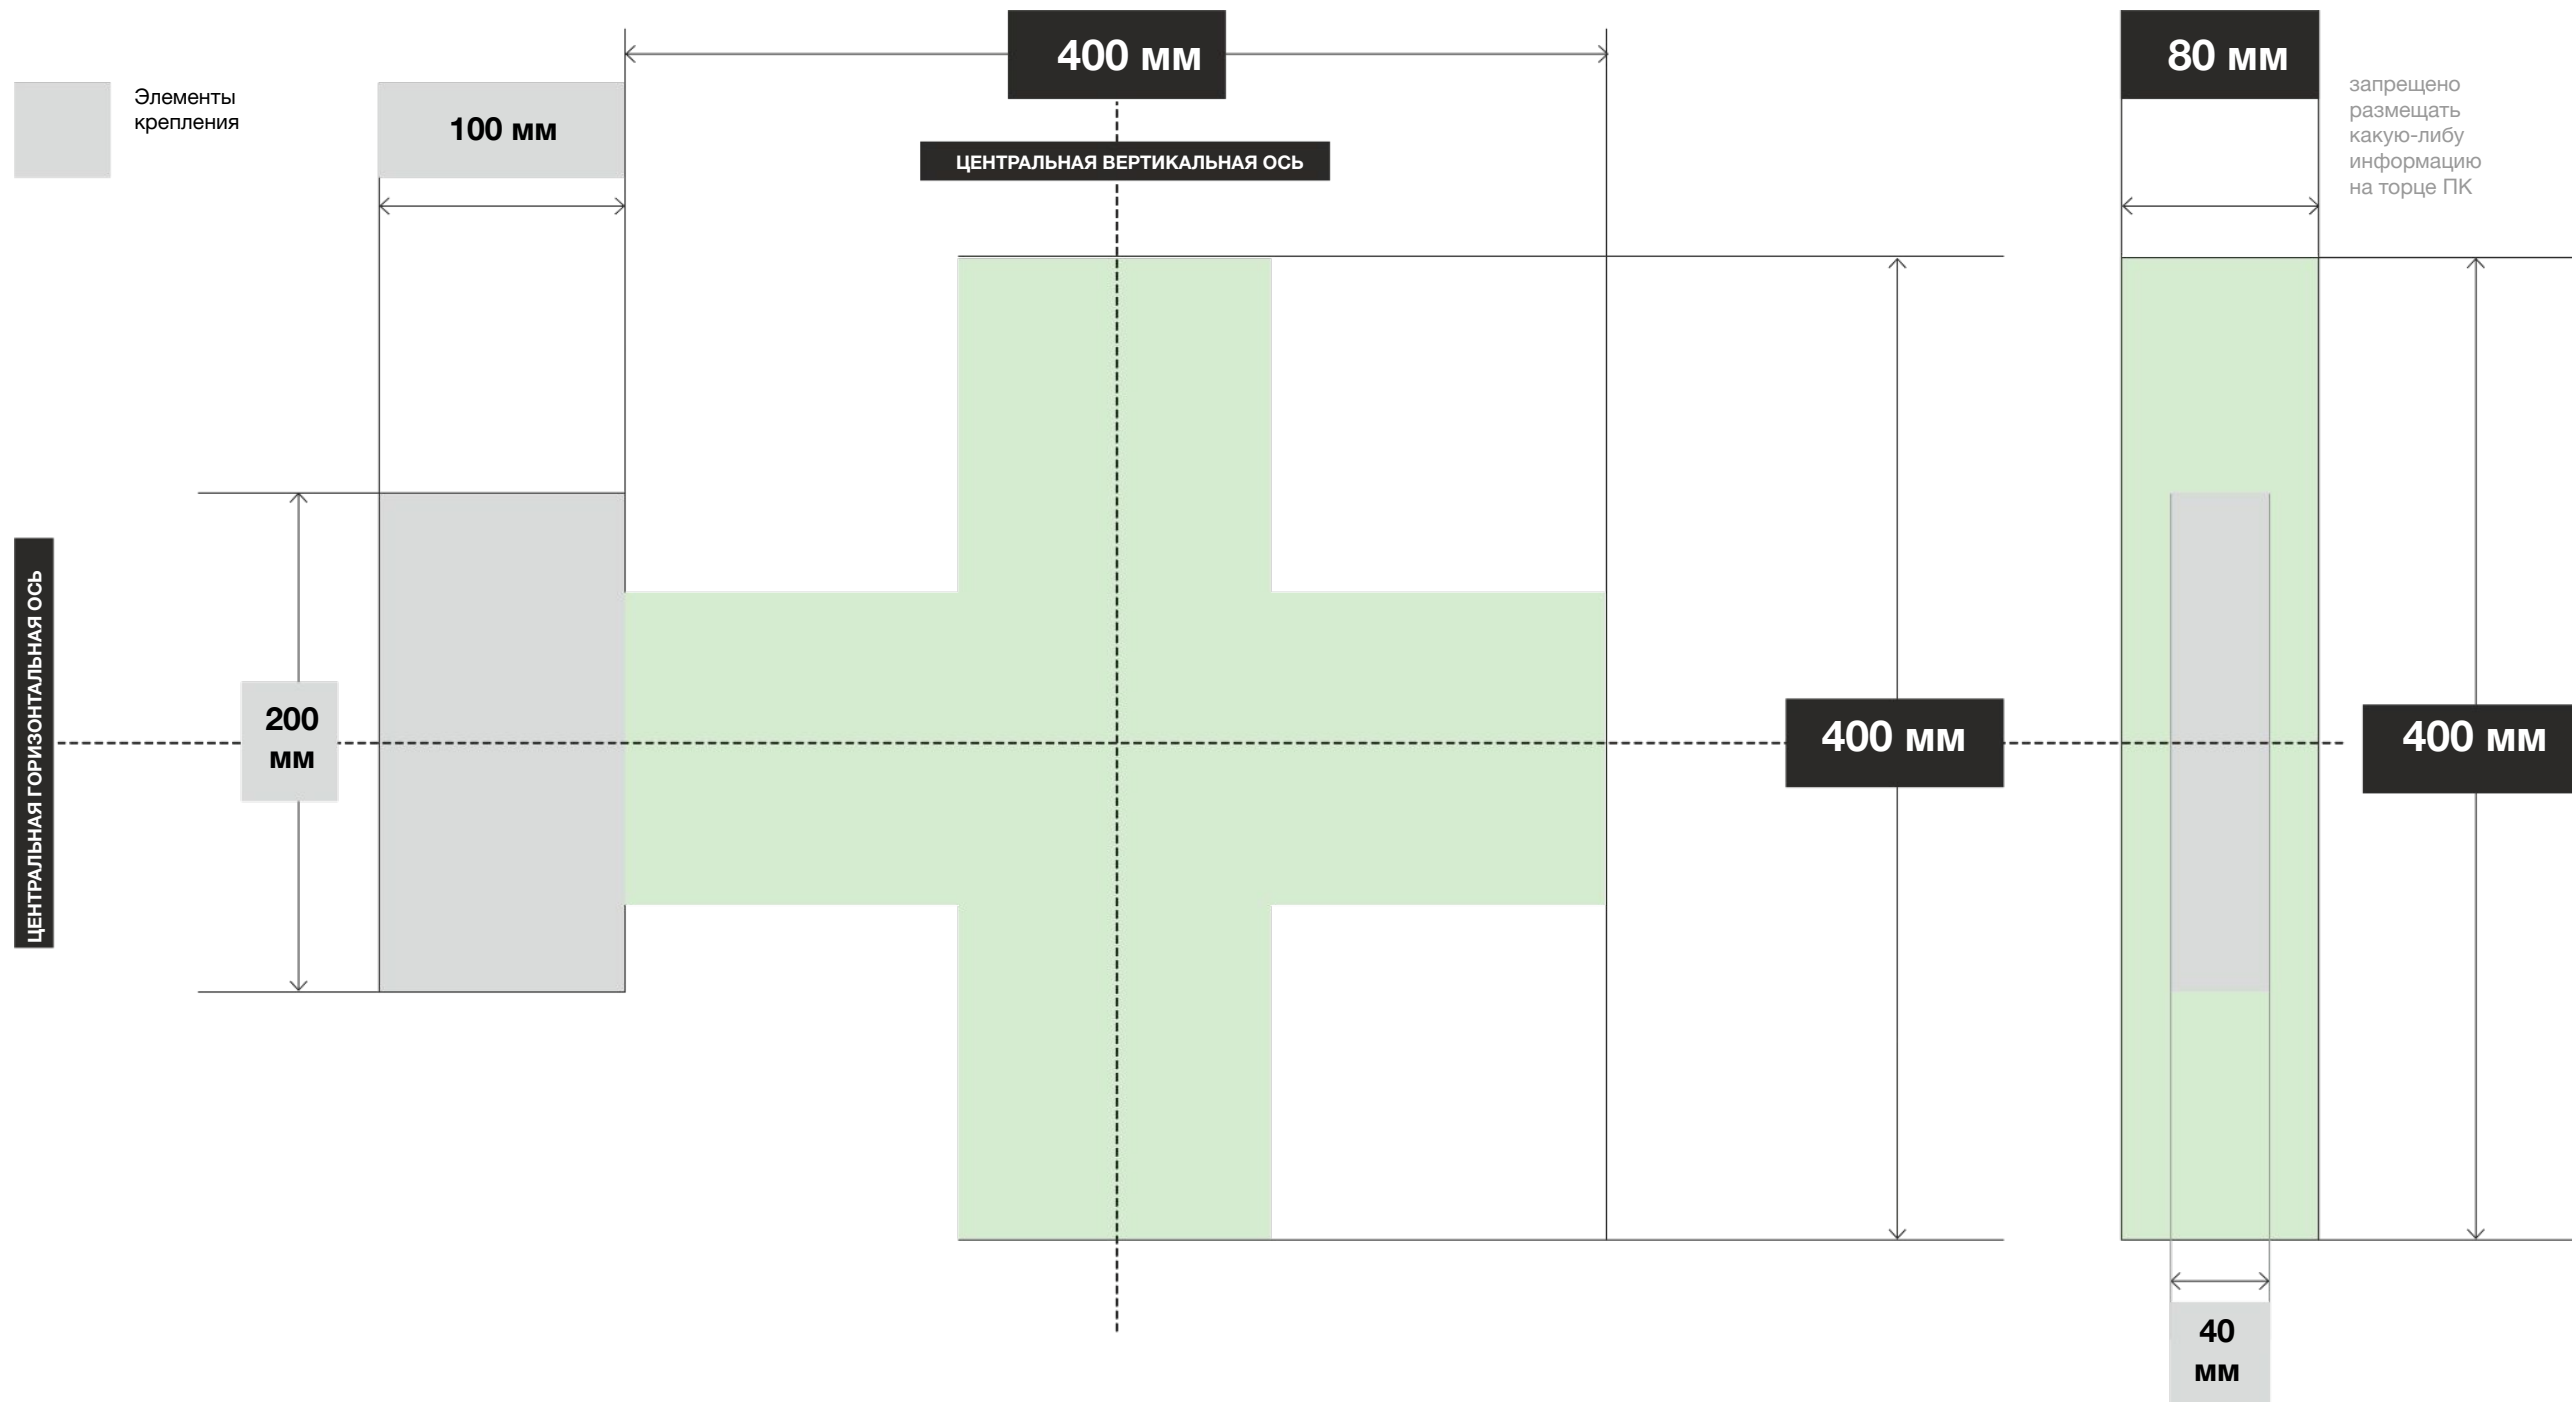 400 мм
80 мм
Элементы
крепления
100 мм
запрещено
размещать
какую-либу
информацию
на торце ПК
ЦЕНТРАЛЬНАЯ ВЕРТИКАЛЬНАЯ ОСЬ
ЦЕНТРАЛЬНАЯ ГОРИЗОНТАЛЬНАЯ ОСЬ
200
мм
400 мм
400 мм
40
мм